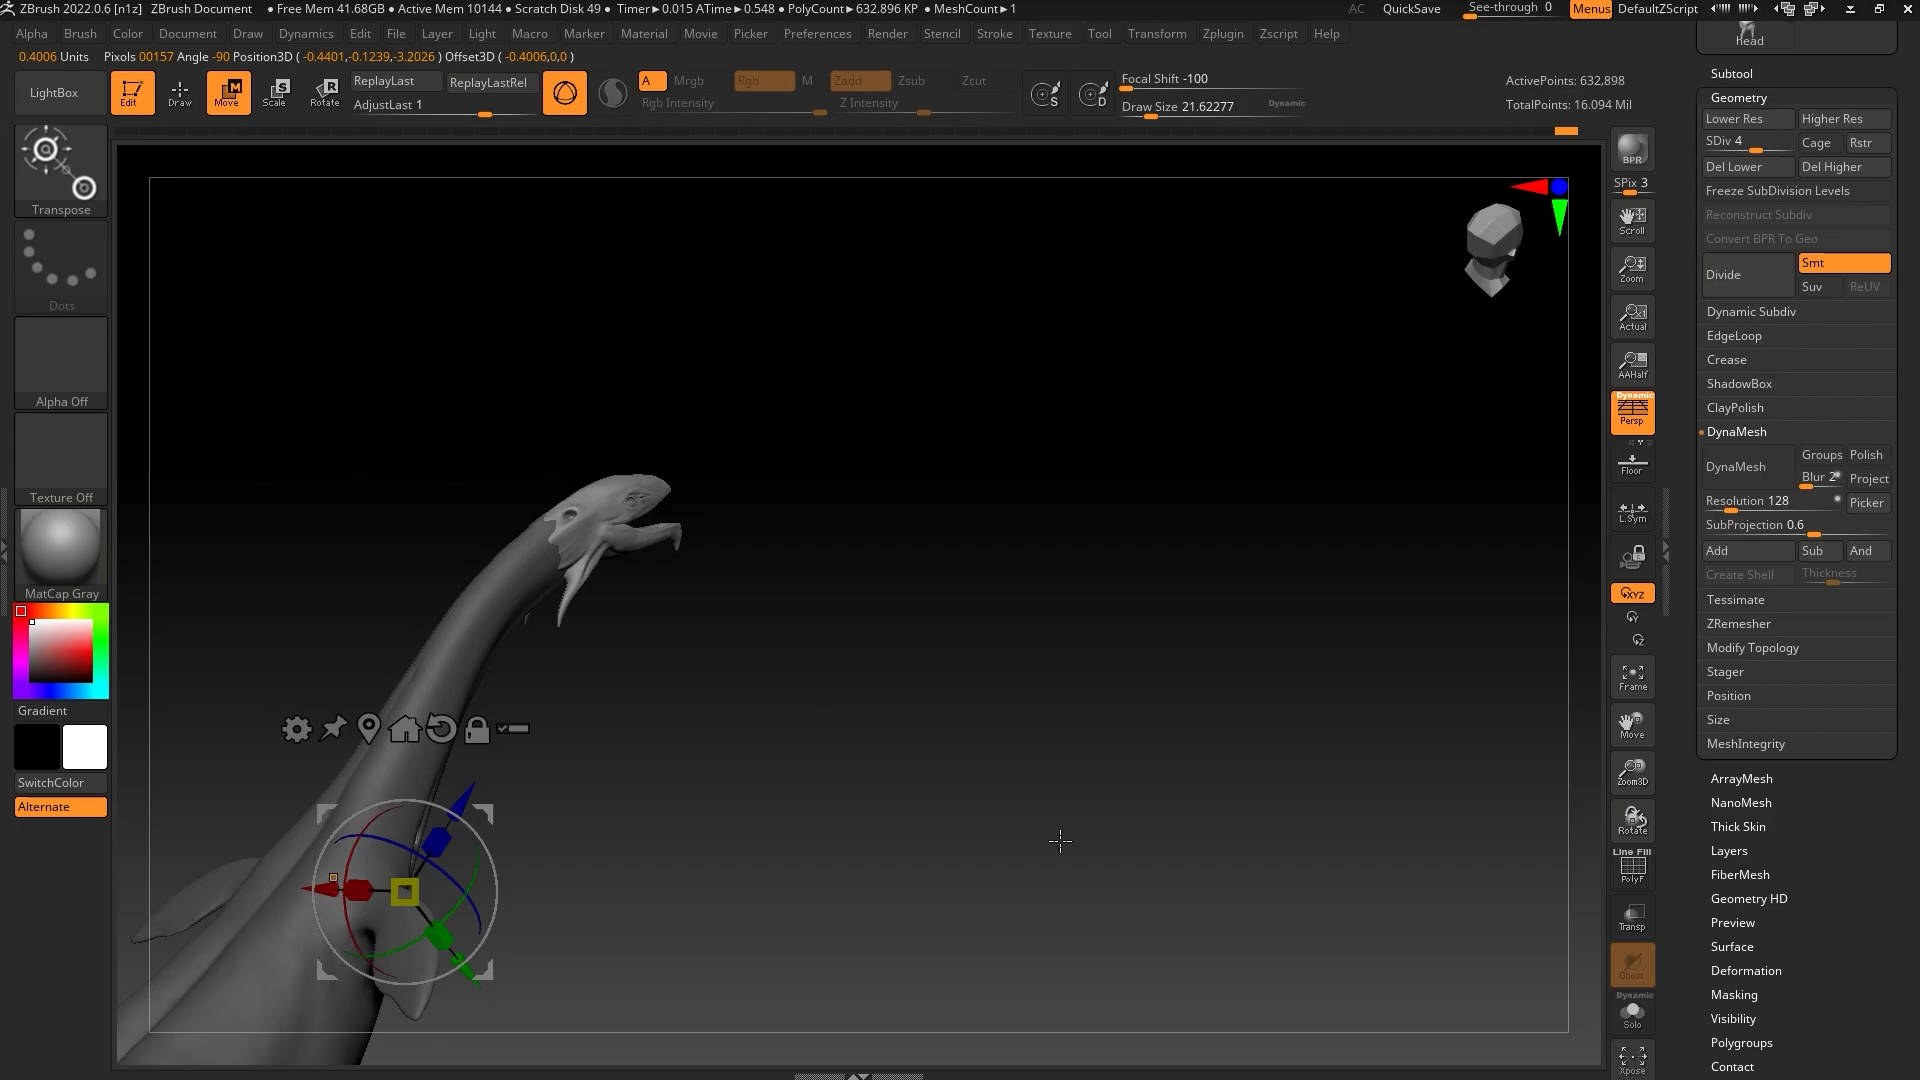 ZBrush 2022.0.6 [n1z] ZBrush Document ● Free Mem 41.68GB ● Active Mem 10144 ● Scratch Disk 49 ● Timer►0.015 ATime►0.548 ● PolyCount►632.896 KP ● MeshCount►1 AC QuickSave See-through 0 Menus DefaultZScript
Alpha Brush Color Document Draw Dynamics Edit File Layer Light Macro Marker Material Movie Picker Preferences Render Stencil Stroke Texture Tool Transform Zplugin Zscript Help
0.4006 Units Pixols 00157 Angle -90 Position3D ( -0.4401,-0.1239,-3.2026 ) Offset3D ( -0.4006,0,0 )
LightBox
Edit
Draw
Move
Scale
Rotate
ReplayLast
ReplayLastRel
AdjustLast 1
A
Mrgb
Rgb
M
Zadd
Zsub
Zcut
Rgb Intensity
Z Intensity
S
D
Focal Shift -100
Draw Size 21.62277
Dynamic
ActivePoints: 632,898
TotalPoints: 16.094 Mil
Transpose
Dots
Alpha Off
Texture Off
MatCap Gray
Gradient
SwitchColor
Alternate
BPR
SPix 3
Scroll
Zoom
Actual
AAHalf
Dynamic
Persp
Floor
L.Sym
XYZ
Y
Z
Frame
Move
Zoom3D
Rotate
Line Fill
PolyF
Transp
Ghost
Dynamic
Solo
Xpose
head
Subtool
Geometry
Lower Res Higher Res
SDiv 4 Cage Rstr
Del Lower Del Higher
Freeze SubDivision Levels
Reconstruct Subdiv
Convert BPR To Geo
Divide
Smt
Suv ReUV
Dynamic Subdiv
EdgeLoop
Crease
ShadowBox
ClayPolish
DynaMesh
DynaMesh
Groups Polish
Blur 2 Project
Resolution 128 Picker
SubProjection 0.6
Add Sub And
Create Shell Thickness
Tessimate
ZRemesher
Modify Topology
Stager
Position
Size
MeshIntegrity
ArrayMesh
NanoMesh
Thick Skin
Layers
FiberMesh
Geometry HD
Preview
Surface
Deformation
Masking
Visibility
Polygroups
Contact